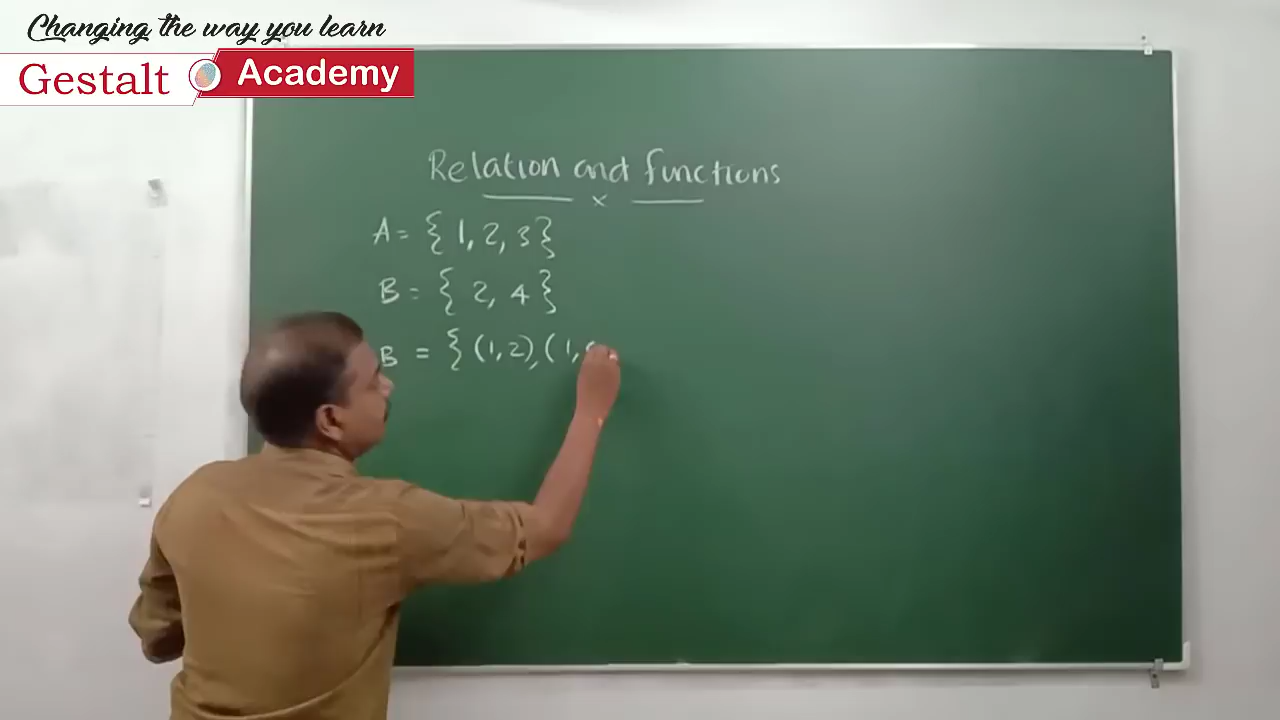 Changing the way you learn
Gestalt Academy
Relation and functions
x
A = { 1, 2, 3 }
B = { 2, 4 }
B = { (1, 2), ( 1,